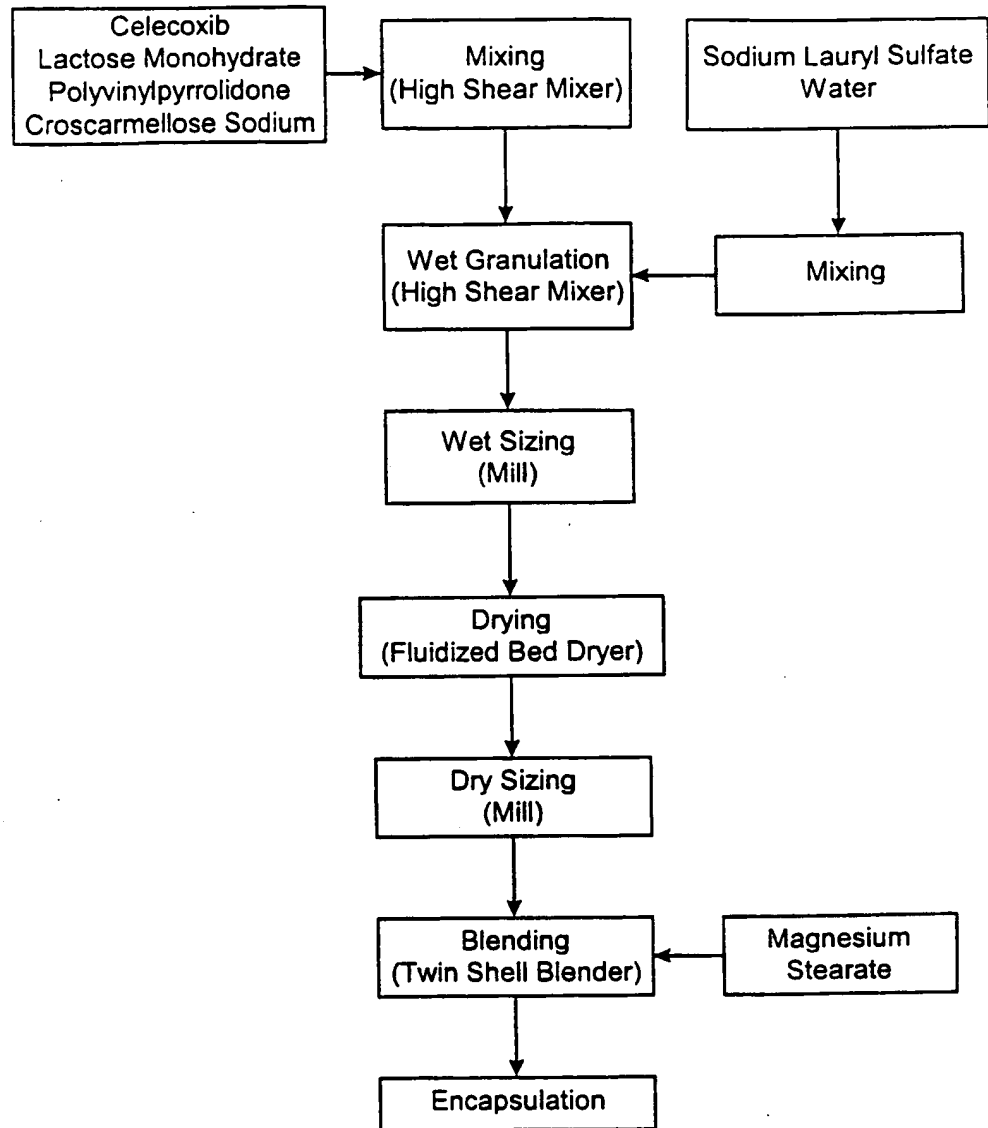 Celecoxib
Lactose Monohydrate
Polyvinylpyrrolidone
Croscarmellose Sodium
Mixing
(High Shear Mixer)
Sodium Lauryl Sulfate
Water
Wet Granulation
(High Shear Mixer)
Mixing
Wet Sizing
(Mill)
Drying
(Fluidized Bed Dryer)
Dry Sizing
(Mill)
Blending
(Twin Shell Blender)
Magnesium
Stearate
Encapsulation